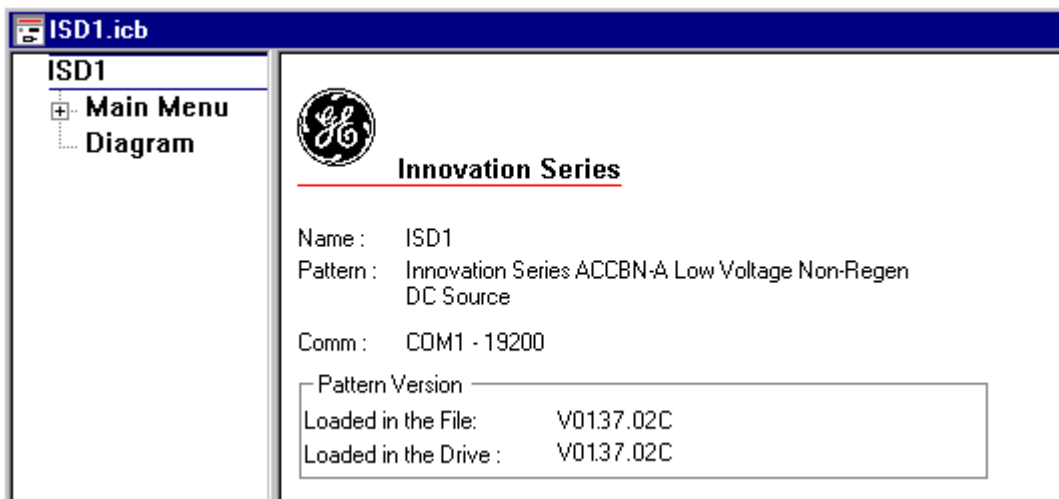 ISD1.icb
ISD1
Main Menu
Diagram
GE
Innovation Series
Name : ISD1
Pattern : Innovation Series ACCBN-A Low Voltage Non-Regen
DC Source
Comm : COM1 - 19200
Pattern Version
Loaded in the File: V01.37.02C
Loaded in the Drive : V01.37.02C